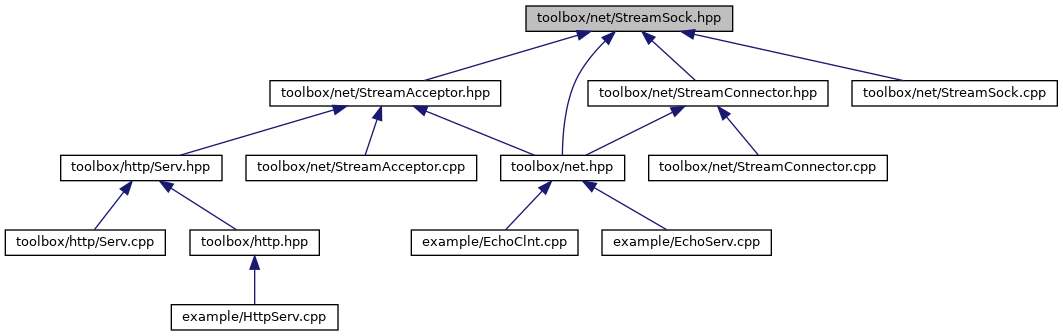 toolbox/net/StreamSock.hpp
toolbox/net/StreamAcceptor.hpp
toolbox/net/StreamConnector.hpp
toolbox/net/StreamSock.cpp
toolbox/http/Serv.hpp
toolbox/net/StreamAcceptor.cpp
toolbox/net.hpp
toolbox/net/StreamConnector.cpp
toolbox/http/Serv.cpp
toolbox/http.hpp
example/EchoClnt.cpp
example/EchoServ.cpp
example/HttpServ.cpp